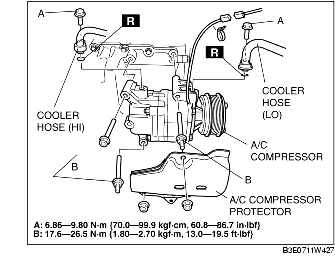 A
R
A
R
COOLER
HOSE (HI)
COOLER
HOSE
(LO)
A/C
COMPRESSOR
B
B
A/C COMPRESSOR
PROTECTOR
A: 6.86—9.80 N·m {70.0—99.9 kgf·cm, 60.8—86.7 in·lbf}
B: 17.6—26.5 N·m {1.80—2.70 kgf·m, 13.0—19.5 ft·lbf}
B3E0711W427